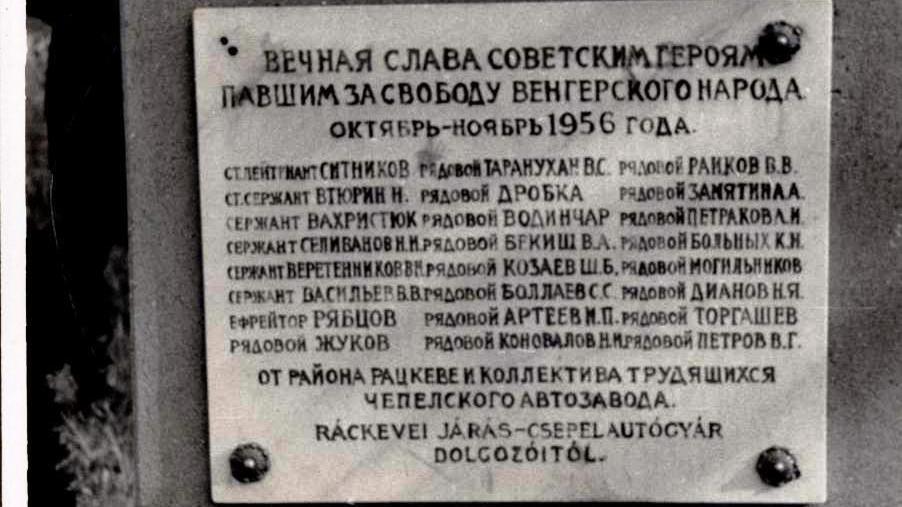 ВЕЧНАЯ СЛАВА СОВЕТСКИМ ГЕРОЯМ
ПАВШИМ ЗА СВОБОДУ ВЕНГЕРСКОГО НАРОДА
ОКТЯБРЬ-НОЯБРЬ 1956 ГОДА.
СТ. ЛЕЙТЕНАНТ СИТНИКОВ РЯДОВОЙ ТАРАНУХАН В.С. РЯДОВОЙ РАЙКОВ В.В.
СТ. СЕРЖАНТ ВТЮРИН Н. РЯДОВОЙ ДРОБКА РЯДОВОЙ ЗАМЯТИН А.А.
СЕРЖАНТ ВАХРИСТЮК РЯДОВОЙ ВОДИНЧАР РЯДОВОЙ ПЕТРАКОВ А.И.
СЕРЖАНТ СЕЛИВАНОВ Н.Н. РЯДОВОЙ БЕКИШ В.А. РЯДОВОЙ БОЛЬНЫХ К.Н.
СЕРЖАНТ ВЕРЕТЕННИКОВ РЯДОВОЙ КОЗАЕВ Ш.Б. РЯДОВОЙ МОГИЛЬНИКОВ
СЕРЖАНТ ВАСИЛЬЕВ В.В. РЯДОВОЙ БОЛЛАЕВ С.С. РЯДОВОЙ ДИАНОВ Н.Я.
ЕФРЕЙТОР РЯБЦОВ РЯДОВОЙ АРТЕЕВ И.П. РЯДОВОЙ ТОРГАШЕВ
РЯДОВОЙ ЖУКОВ РЯДОВОЙ КОНОВАЛОВ Н.И. РЯДОВОЙ ПЕТРОВ В.Г.
ОТ РАЙОНА РАЦКЕВЕ И КОЛЛЕКТИВА ТРУДЯЩИХСЯ
ЧЕПЕЛСКОГО АВТОЗАВОДА.
RÁCKEVEI JÁRÁS-CSEPEL AUTÓGYÁR
DOLGOZÓITÓL.